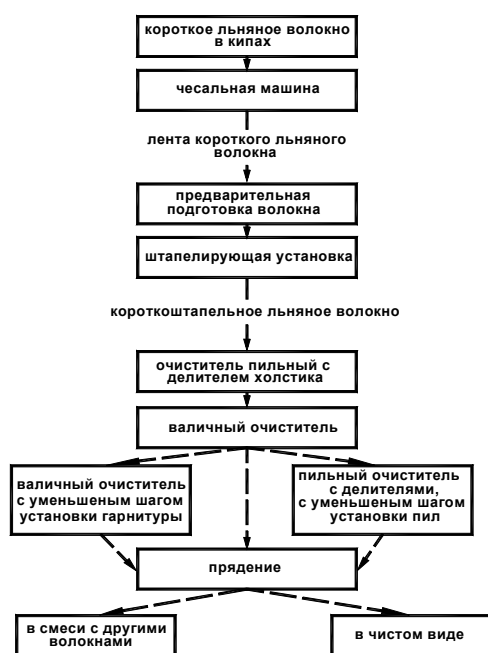 короткое льняное волокно
в кипах
чесальная машина
лента короткого льняного
волокна
предварительная
подготовка волокна
штапелирующая установка
короткоштапельное льняное волокно
очиститель пильный с
делителем холстика
валичный очиститель
валичный очиститель
с уменьшеным шагом
установки гарнитуры
пильный очиститель
с делителями,
с уменьшеным шагом
установки пил
прядение
в смеси с другими
волокнами
в чистом виде